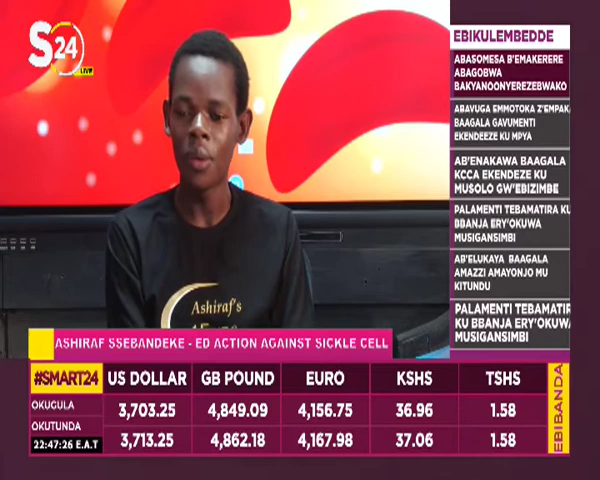 S24
LIVE
EBIKULEMBEDDE
ABASOMESA B'EMAKERERE
ABAGOBWA
BAKYANOONYEREZEBWAKO
ABAVUGA EMMOTOKA Z'EMPAKA
BAAGALA GAVUMENTI
EKENDEEZE KU MPYA
AB'ENAKAWA BAAGALA
KCCA EKENDEZE KU
MUSOLO GW'EBIZIMBE
PALAMENTI TEBAMATIRA KU
BBANJA ERY'OKUWA
MUSIGANSIMBI
AB'ELUKAYA BAAGALA
AMAZZI AMAYONJO MU
KITUNDU
PALAMENTI TEBAMATIR
KU BBANJA ERY'OKUWA
MUSIGANSIMBI
Ashiraf's
ASHIRAF SSEBANDEKE - ED ACTION AGAINST SICKLE CELL
#SMART24 US DOLLAR GB POUND EURO KSHS TSHS
OKUGULA 3,703.25 4,849.09 4,156.75 36.96 1.58
OKUTUNDA 3,713.25 4,862.18 4,167.98 37.06 1.58
22:47:26 E.A.T
EBIBANDA